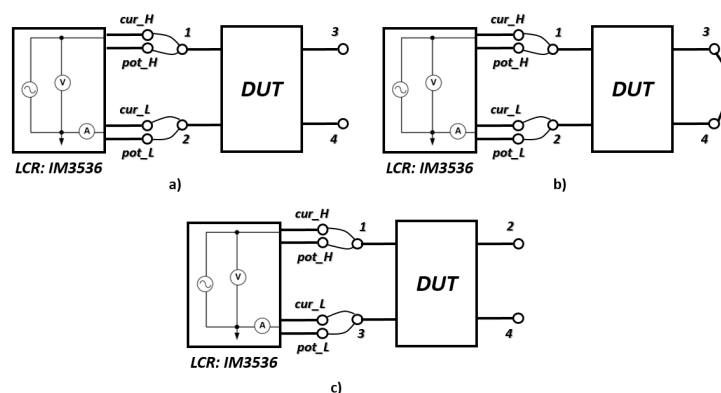 cur_H
1
3
pot_H
DUT
V
cur_L
A
pot_L
2
4
LCR: IM3536
a)
cur_H
1
3
pot_H
DUT
V
cur_L
A
pot_L
2
4
LCR: IM3536
b)
cur_H
1
2
pot_H
DUT
V
cur_L
A
pot_L
3
4
LCR: IM3536
c)